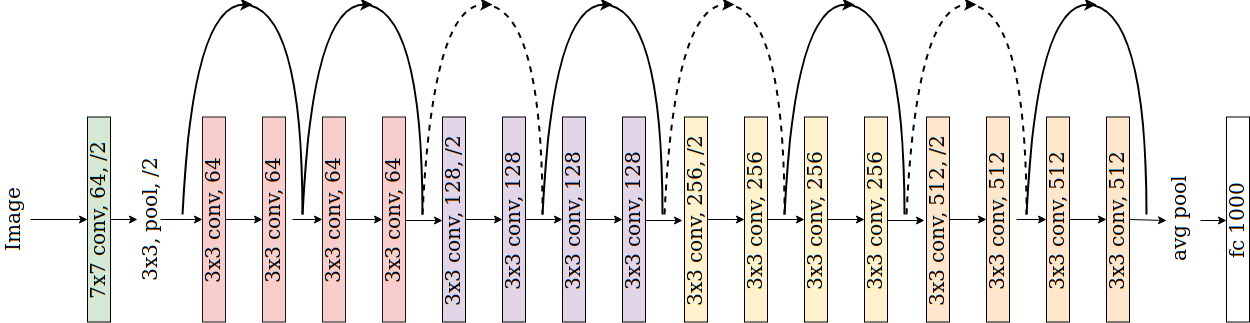 Image
7x7 conv, 64, /2
3x3, pool, /2
3x3 conv, 64
3x3 conv, 64
3x3 conv, 64
3x3 conv, 64
3x3 conv, 128, /2
3x3 conv, 128
3x3 conv, 128
3x3 conv, 128
3x3 conv, 256, /2
3x3 conv, 256
3x3 conv, 256
3x3 conv, 256
3x3 conv, 512, /2
3x3 conv, 512
3x3 conv, 512
3x3 conv, 512
avg pool
fc 1000